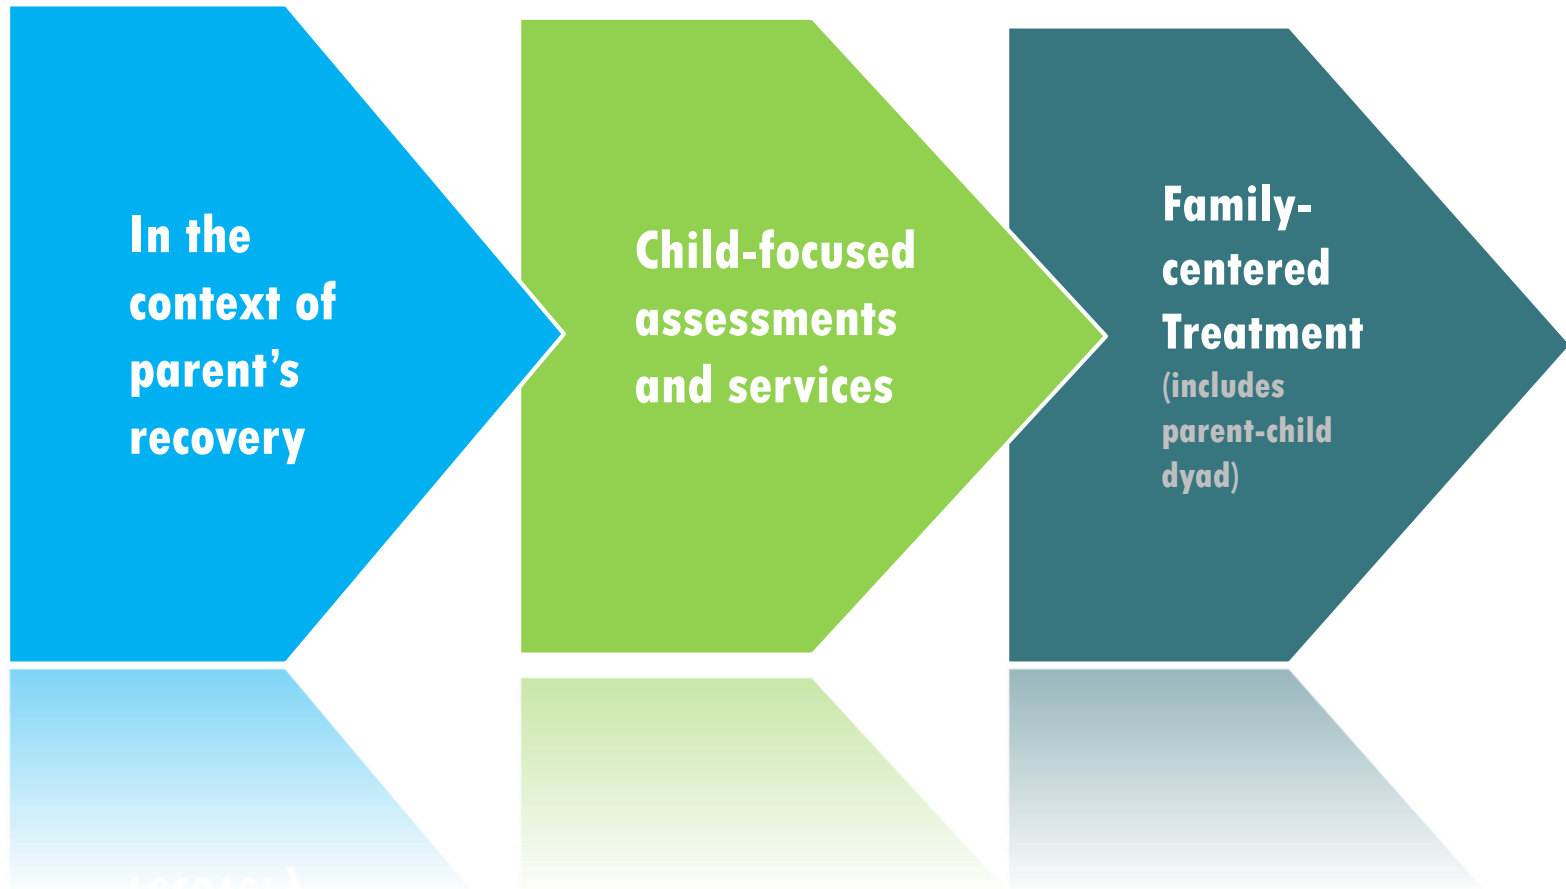 In the
context of
parent’s
recovery
Child-focused
assessments
and services
Family-
centered
Treatment
(includes
parent-child
dyad)